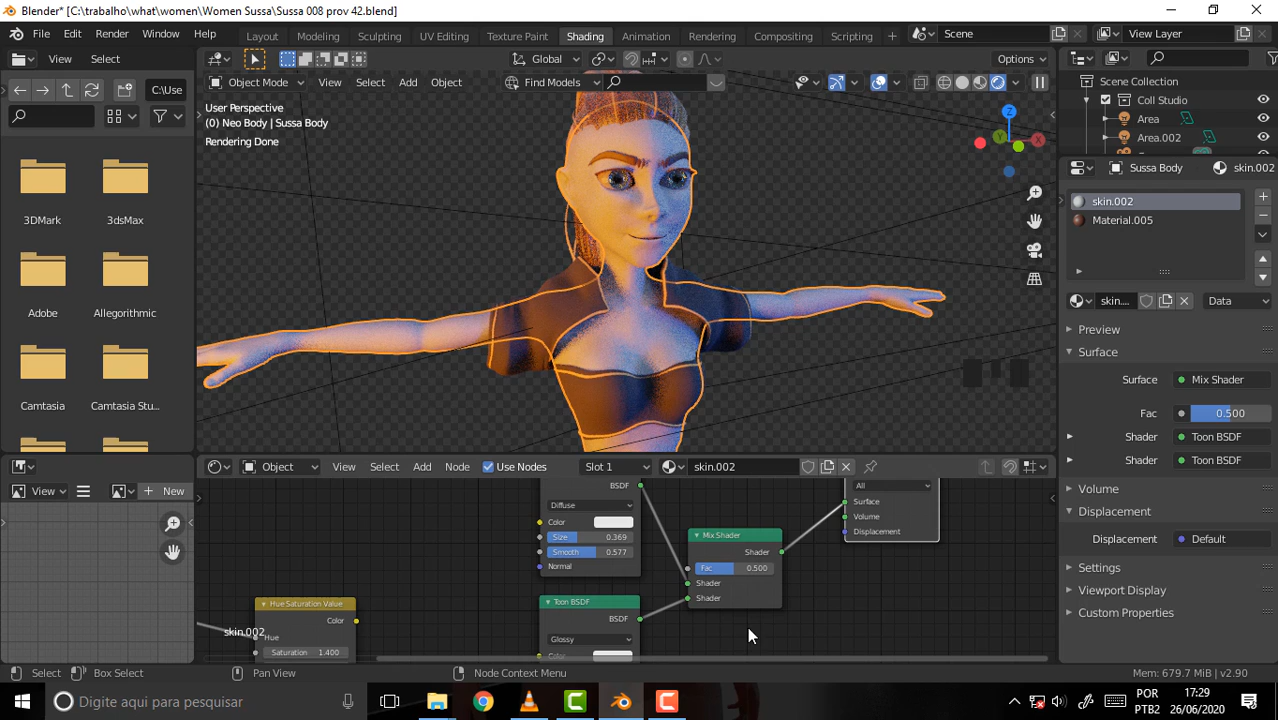 Blender* [C:\trabalho\what\women\Women Sussa\Sussa 008 prov 42.blend]
File Edit Render Window Help Layout Modeling Sculpting UV Editing Texture Paint Shading Animation Rendering Compositing Scripting + Scene View Layer
View Select Global Options
C:\Use Object Mode View Select Add Object Find Models
User Perspective
(0) Neo Body | Sussa Body
Rendering Done
Z
Y
X
3DMark 3dsMax
Adobe Allegorithmic
Camtasia Camtasia Stu...
Scene Collection
Coll Studio
Area
Area.002
Sussa Body skin.002
skin.002
Material.005
skin... Data
Preview
Surface
Surface Mix Shader
Fac 0.500
Shader Toon BSDF
Shader Toon BSDF
Volume
Displacement
Displacement Default
Settings
Viewport Display
Custom Properties
View New
Object View Select Add Node Use Nodes Slot 1 skin.002
BSDF
Diffuse
Color
Size 0.369
Smooth 0.577
Normal
Toon BSDF
BSDF
Glossy
Color
Mix Shader
Shader
Fac 0.500
Shader
Shader
All
Surface
Volume
Displacement
Hue Saturation Value
Color
Hue
Saturation 1.400
skin.002
Select Box Select Pan View Node Context Menu Mem: 679.7 MiB | v2.90
Digite aqui para pesquisar
POR
PTB2
17:29
26/06/2020